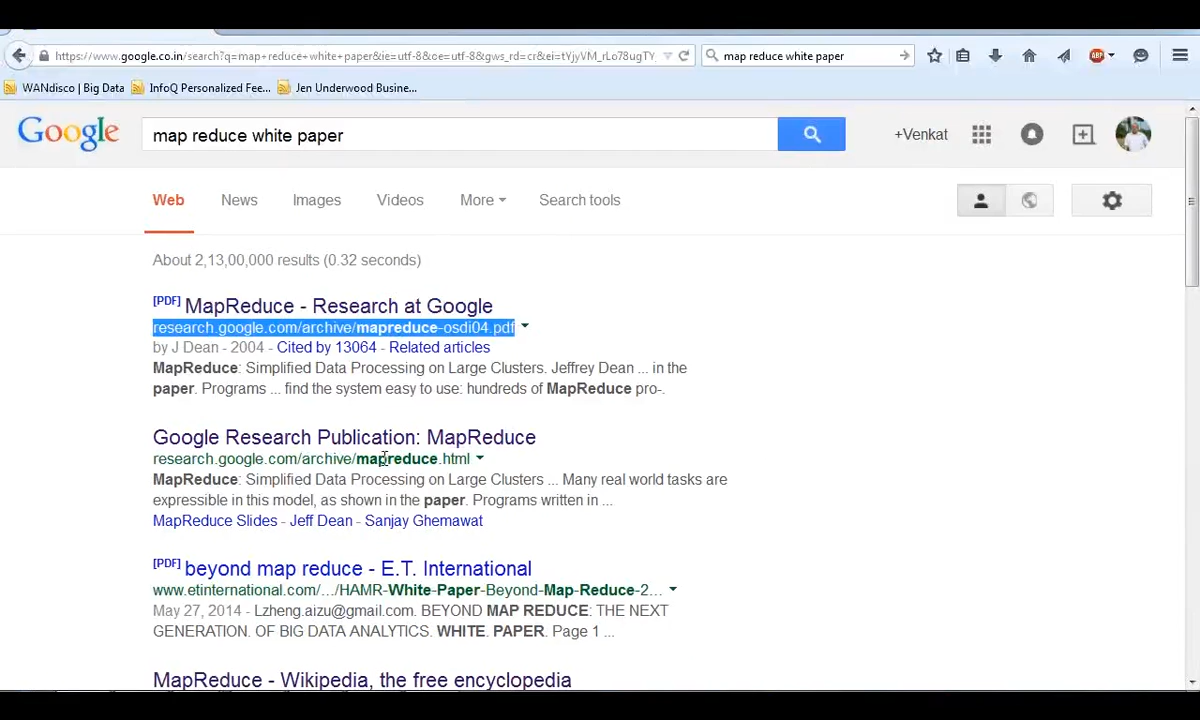 https://www.google.co.in/search?q=map+reduce+white+paper&ie=utf-8&oe=utf-8&gws_rd=cr&ei=tYjyVM_rLo78ugTY
map reduce white paper
ABP
WANdisco | Big Data
InfoQ Personalized Fee...
Jen Underwood Busine...
Google
map reduce white paper
+Venkat
Web
News
Images
Videos
More
Search tools
About 2,13,00,000 results (0.32 seconds)
[PDF] MapReduce - Research at Google
research.google.com/archive/mapreduce-osdi04.pdf
by J Dean - 2004 - Cited by 13064 - Related articles
MapReduce: Simplified Data Processing on Large Clusters. Jeffrey Dean ... in the
paper. Programs ... find the system easy to use: hundreds of MapReduce pro-.
Google Research Publication: MapReduce
research.google.com/archive/mapreduce.html
MapReduce: Simplified Data Processing on Large Clusters ... Many real world tasks are
expressible in this model, as shown in the paper. Programs written in ...
MapReduce Slides - Jeff Dean - Sanjay Ghemawat
[PDF] beyond map reduce - E.T. International
www.etinternational.com/.../HAMR-White-Paper-Beyond-Map-Reduce-2...
May 27, 2014 - Lzheng.aizu@gmail.com. BEYOND MAP REDUCE: THE NEXT
GENERATION. OF BIG DATA ANALYTICS. WHITE. PAPER. Page 1 ...
MapReduce - Wikipedia, the free encyclopedia